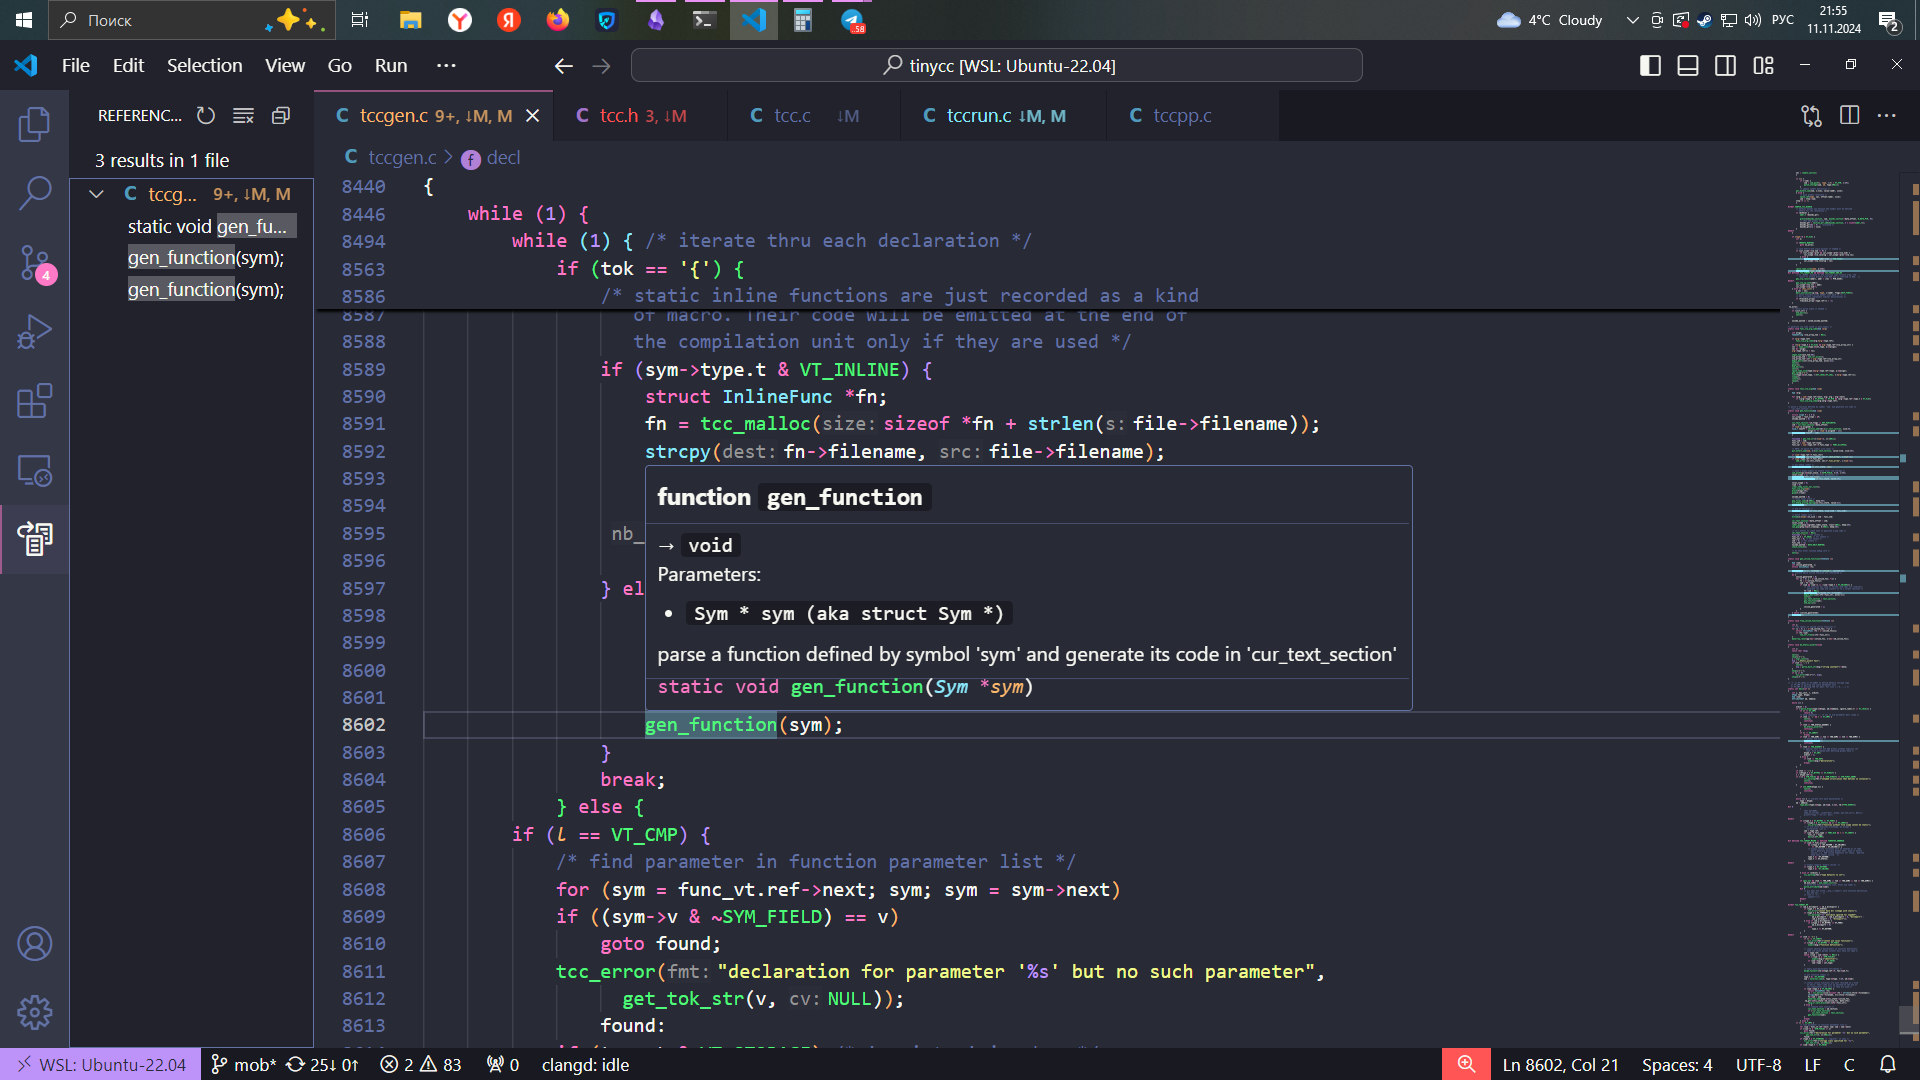 Поиск
58
4°C Cloudy
РУС
21:55
11.11.2024
2
File Edit Selection View Go Run ···
tinycc [WSL: Ubuntu-22.04]
REFERENC...
tccgen.c 9+, ↓M, M
tcc.h 3, ↓M
tcc.c ↓M
tccrun.c ↓M, M
tccpp.c
3 results in 1 file
tccg... 9+, ↓M, M
static void gen_fu...
gen_function(sym);
gen_function(sym);
4
C tccgen.c > f decl
8440 {
8446 while (1) {
8494 while (1) { /* iterate thru each declaration */
8563 if (tok == '{') {
8586 /* static inline functions are just recorded as a kind
8587 of macro. Their code will be emitted at the end of
8588 the compilation unit only if they are used */
8589 if (sym->type.t & VT_INLINE) {
8590 struct InlineFunc *fn;
8591 fn = tcc_malloc(size: sizeof *fn + strlen(s: file->filename));
8592 strcpy(dest: fn->filename, src: file->filename);
8593
8594
8595 nb_
8596
8597 } el
8598
8599
8600
8601
function gen_function
→ void
Parameters:
• Sym * sym (aka struct Sym *)
parse a function defined by symbol 'sym' and generate its code in 'cur_text_section'
static void gen_function(Sym *sym)
8602 gen_function(sym);
8603 }
8604 break;
8605 } else {
8606 if (l == VT_CMP) {
8607 /* find parameter in function parameter list */
8608 for (sym = func_vt.ref->next; sym; sym = sym->next)
8609 if ((sym->v & ~SYM_FIELD) == v)
8610 goto found;
8611 tcc_error(fmt: "declaration for parameter '%s' but no such parameter",
8612 get_tok_str(v, cv: NULL));
8613 found:
WSL: Ubuntu-22.04 mob* 25↓ 0↑ 2 83 0 clangd: idle
Ln 8602, Col 21 Spaces: 4 UTF-8 LF C